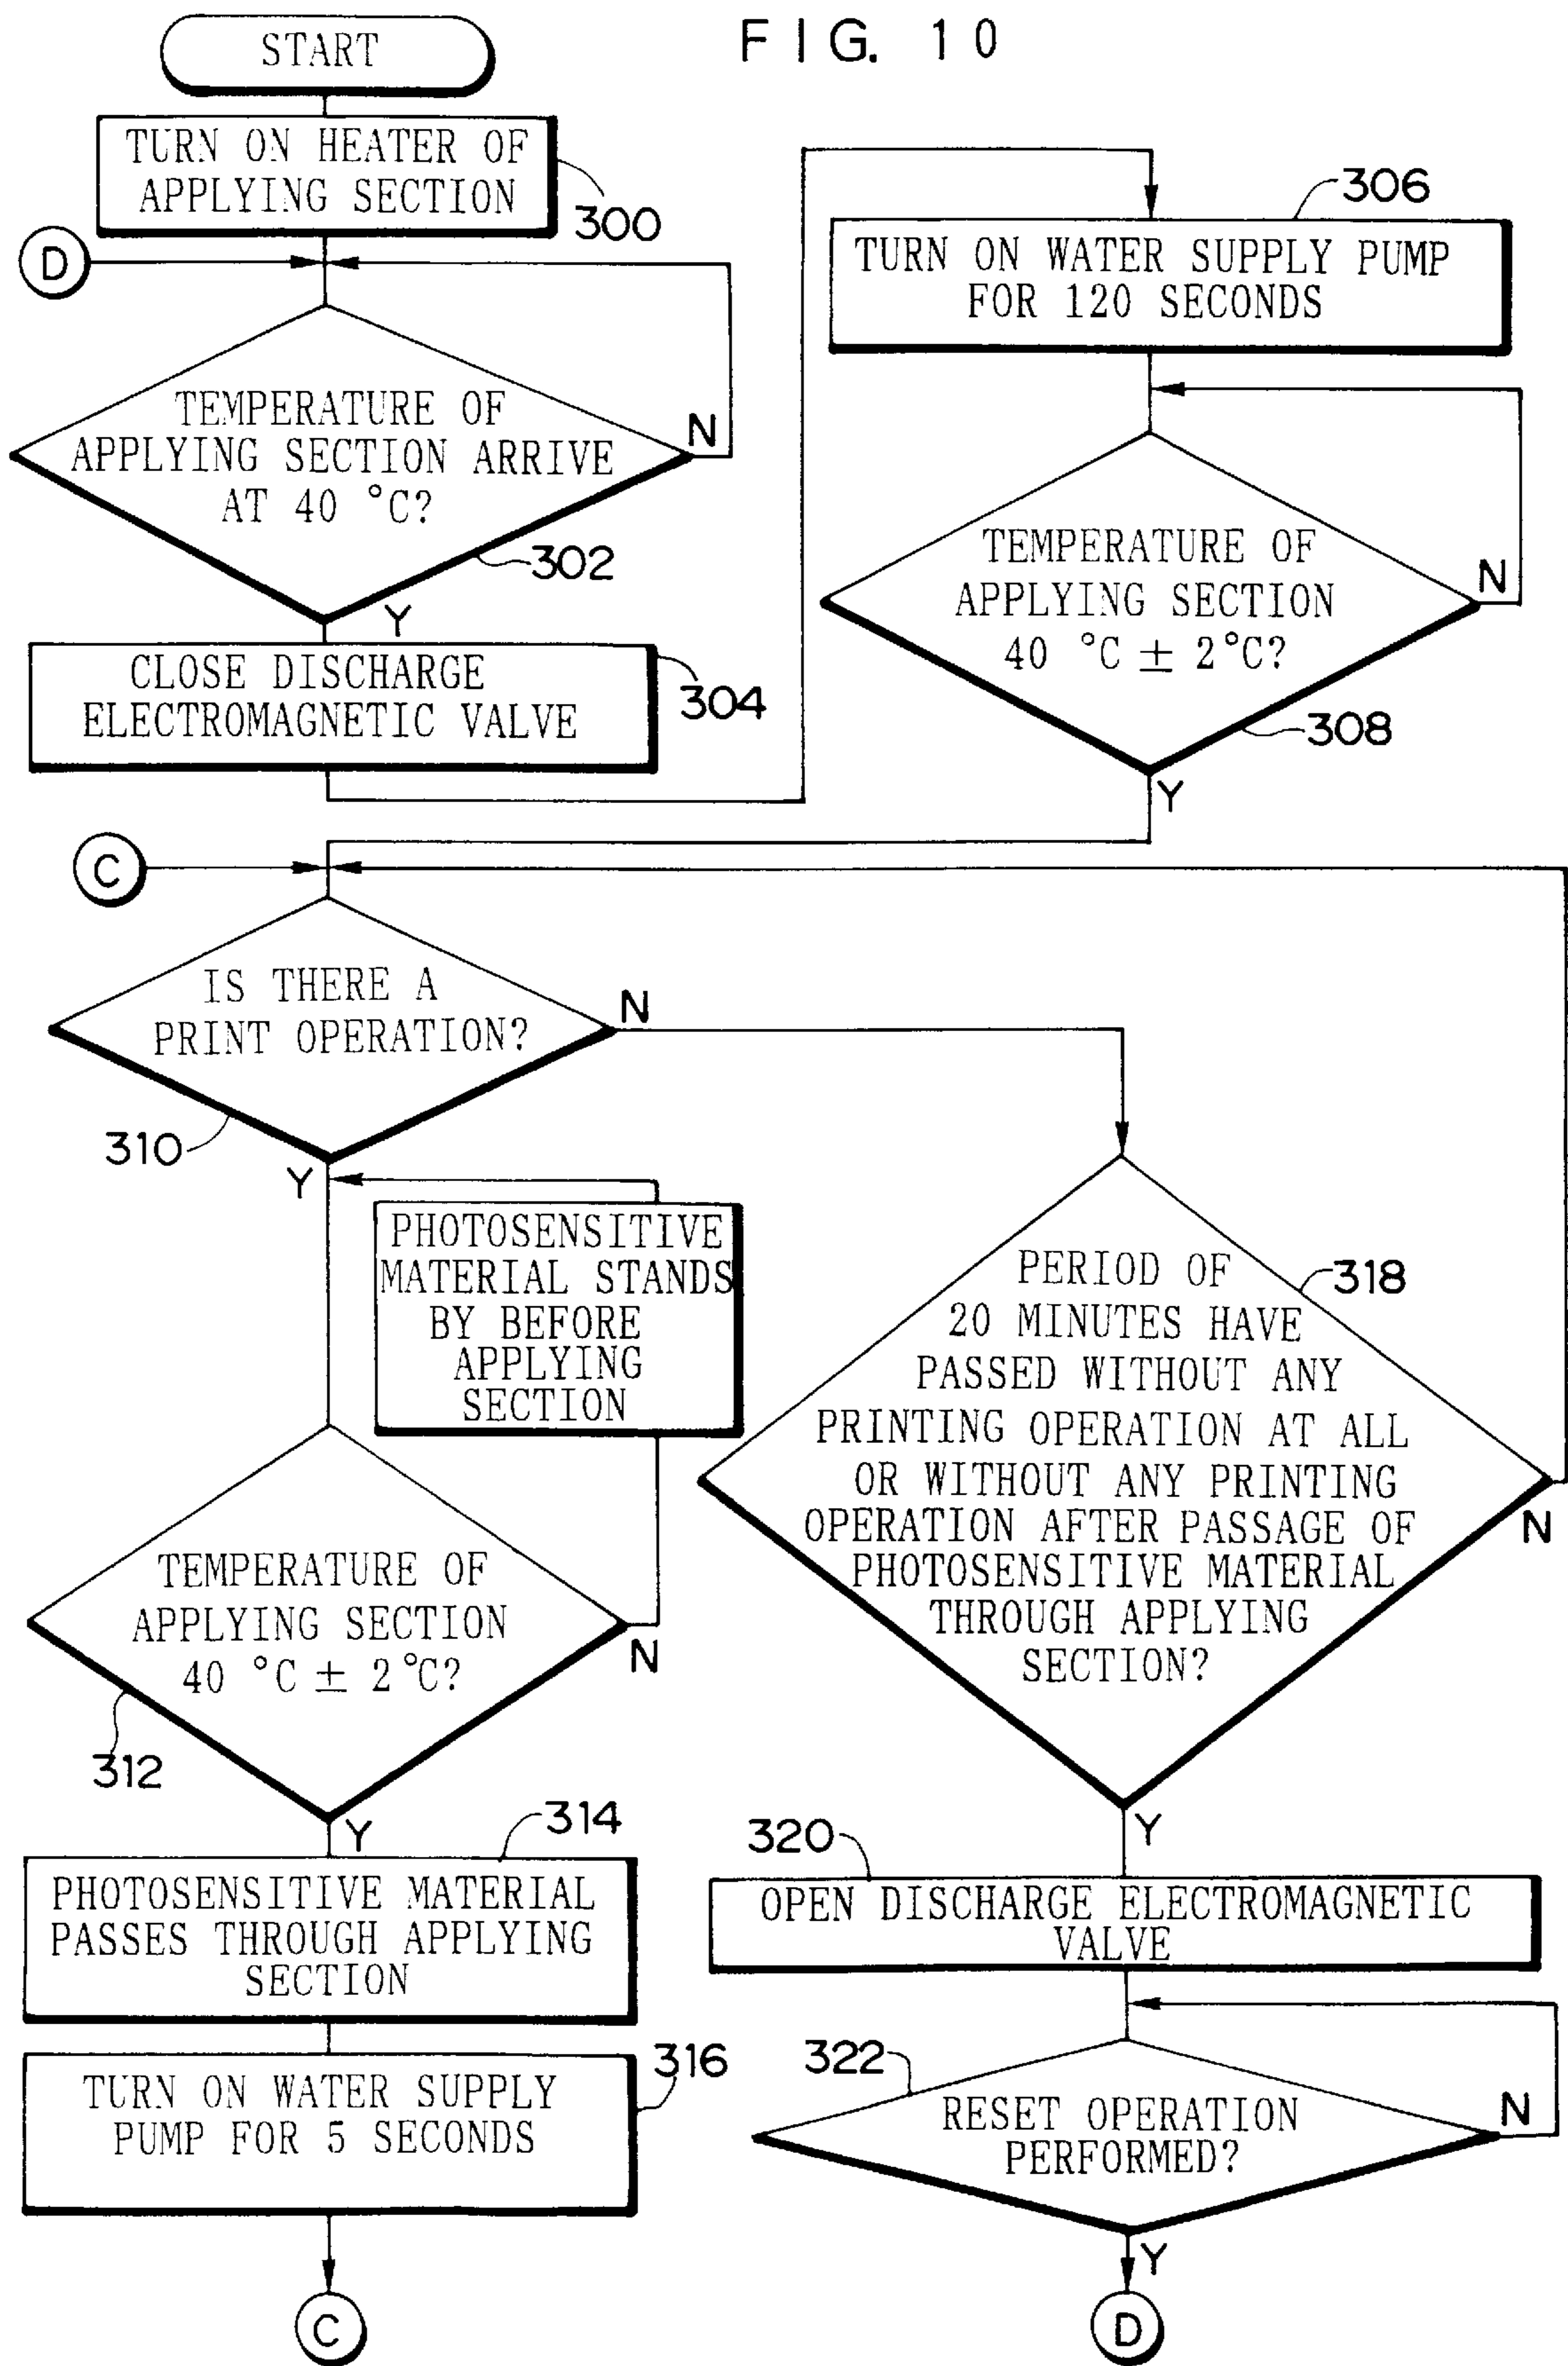 FIG. 10
START
TURN ON HEATER OF
APPLYING SECTION
300
D
TEMPERATURE OF
APPLYING SECTION ARRIVE
AT 40 °C?
N
302
Y
CLOSE DISCHARGE
ELECTROMAGNETIC VALVE
304
306
TURN ON WATER SUPPLY PUMP
FOR 120 SECONDS
TEMPERATURE OF
APPLYING SECTION
40 °C ± 2°C?
N
308
Y
C
IS THERE A
PRINT OPERATION?
N
310
Y
PHOTOSENSITIVE
MATERIAL STANDS
BY BEFORE
APPLYING
SECTION
TEMPERATURE OF
APPLYING SECTION
40 °C ± 2°C?
N
312
Y
314
PHOTOSENSITIVE MATERIAL
PASSES THROUGH APPLYING
SECTION
316
TURN ON WATER SUPPLY
PUMP FOR 5 SECONDS
C
PERIOD OF
20 MINUTES HAVE
PASSED WITHOUT ANY
PRINTING OPERATION AT ALL
OR WITHOUT ANY PRINTING
OPERATION AFTER PASSAGE OF
PHOTOSENSITIVE MATERIAL
THROUGH APPLYING
SECTION?
318
N
Y
320
OPEN DISCHARGE ELECTROMAGNETIC
VALVE
322
RESET OPERATION
PERFORMED?
N
Y
D